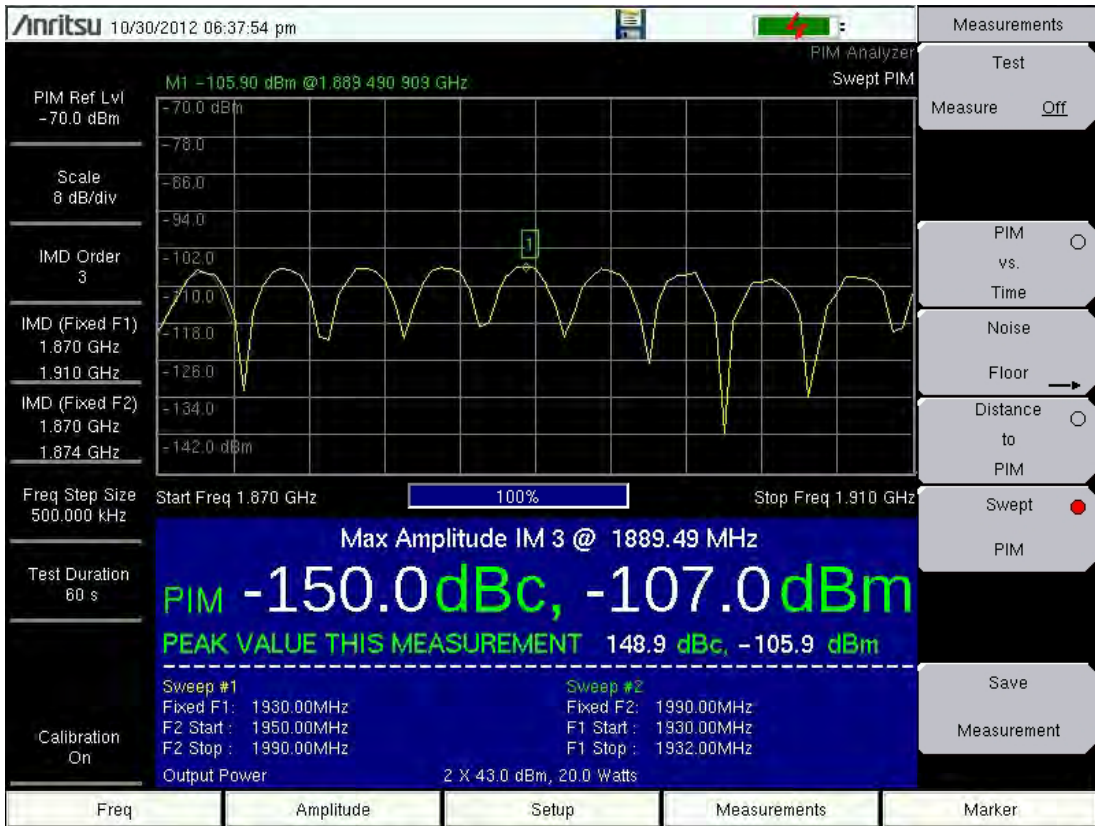 /Inritsu 10/30/2012 06:37:54 pm
PIM Analyzer
Swept PIM
M1 -105.90 dBm @1.889 490 909 GHz
PIM Ref Lvl
-70.0 dBm
Scale
8 dB/div
IMD Order
3
IMD (Fixed F1)
1.870 GHz
1.910 GHz
IMD (Fixed F2)
1.870 GHz
1.874 GHz
Freq Step Size
500.000 kHz
Test Duration
60 s
Calibration
On
-70.0 dBm
-78.0
-86.0
-94.0
-102.0
-110.0
-118.0
-126.0
-134.0
-142.0 dBm
1
Start Freq 1.870 GHz
100%
Stop Freq 1.910 GHz
Max Amplitude IM 3 @ 1889.49 MHz
PIM -150.0 dBc, -107.0 dBm
PEAK VALUE THIS MEASUREMENT 148.9 dBc, -105.9 dBm
Sweep #1
Fixed F1: 1930.00MHz
F2 Start : 1950.00MHz
F2 Stop : 1990.00MHz
Sweep #2
Fixed F2: 1990.00MHz
F1 Start : 1930.00MHz
F1 Stop : 1932.00MHz
Output Power 2 X 43.0 dBm, 20.0 Watts
Measurements
Test
Measure Off
PIM
vs.
Time
Noise
Floor
Distance
to
PIM
Swept
PIM
Save
Measurement
Freq Amplitude Setup Measurements Marker